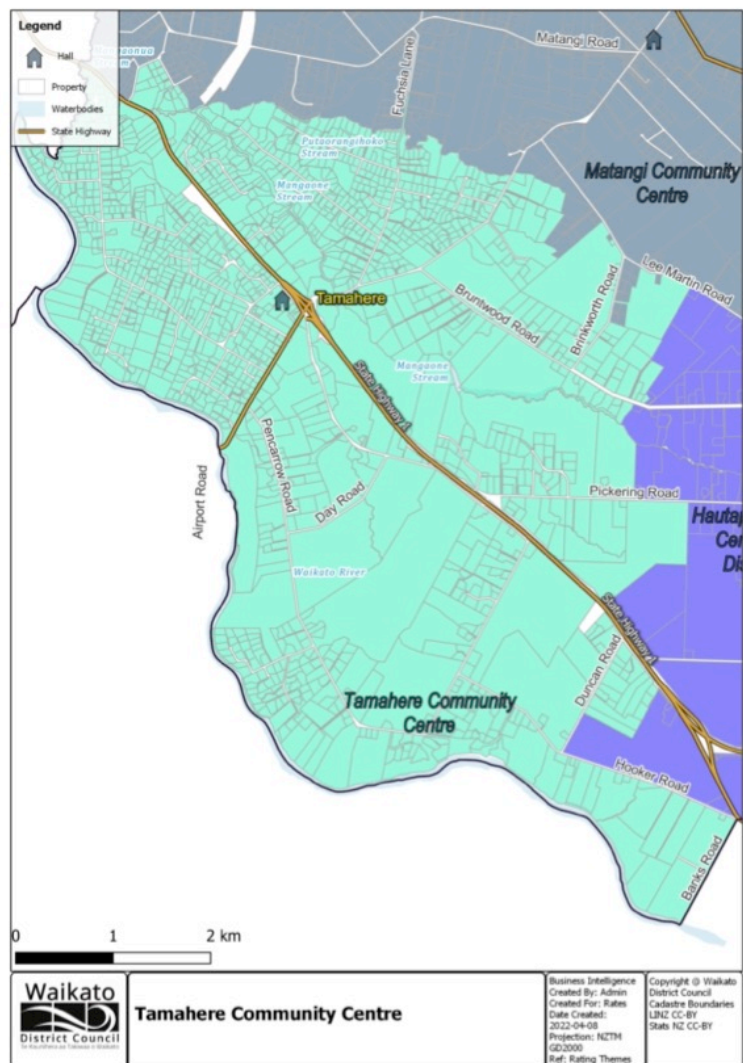 Legend
Hall
Property
Waterbodies
State Highway
Mangaonua
Stream
Fuchsia Lane
Matangi Road
Putaorangihoko
Stream
Mangaone
Stream
Matangi Community
Centre
Lee Martin Road
Tamahere
Bruntwood Road
Brinkworth Road
Mangaone
Stream
State Highway 1
Pencarrow Road
Airport Road
Day Road
Pickering Road
Waikato River
State Highway 1
Duncan Road
Tamahere Community
Centre
Hooker Road
Banks Road
0 1 2 km
Waikato
District Council
Tamahere Community Centre
Business Intelligence
Created By: Admin
Created For: Rates
Date Created:
2022-04-08
Projection: NZTM
GD2000
Ref: Rating Themes
Copyright @ Waikato
District Council
Cadastre Boundaries
LINZ CC-BY
Stats NZ CC-BY